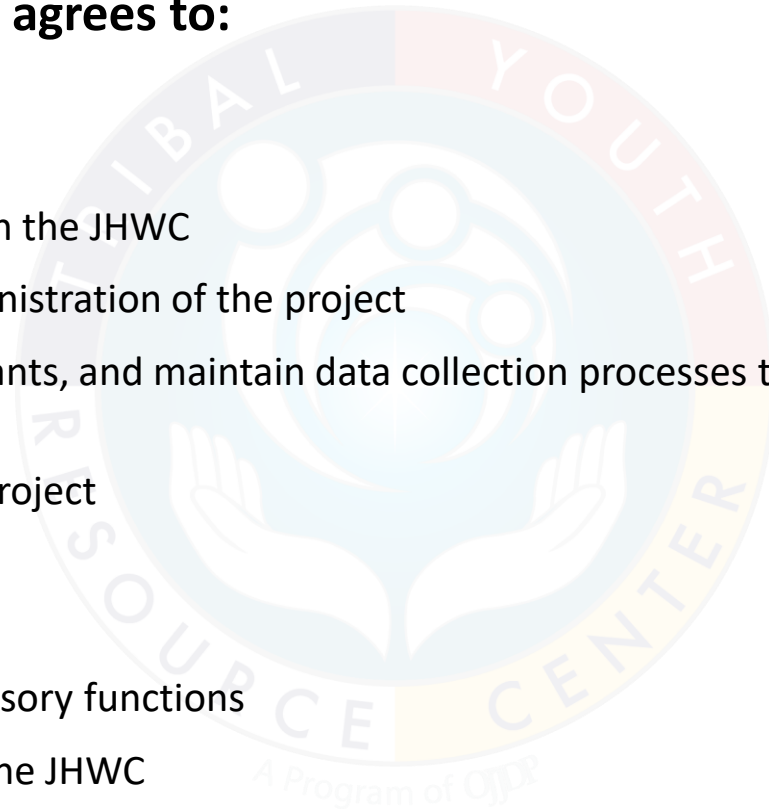 agrees to:
n the JHWC
nistration of the project
nts, and maintain data collection processes t
roject
sory functions
he JHWC
TRIBAL YOUTH
RESOURCE CENTER
A Program of OJJDP